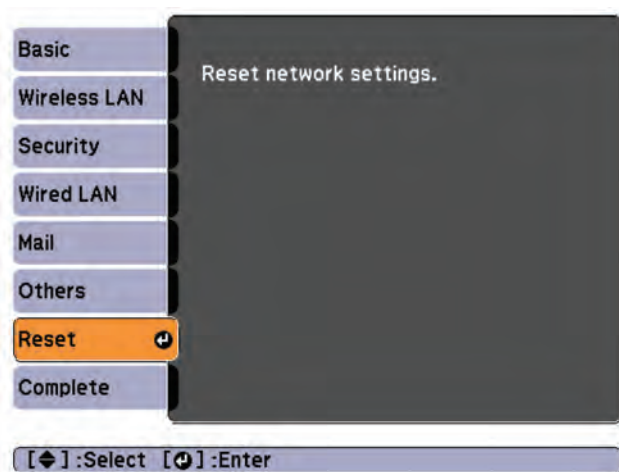 Basic
Wireless LAN
Security
Wired LAN
Mail
Others
Reset
Complete
Reset network settings.
[ ] :Select [ ] :Enter